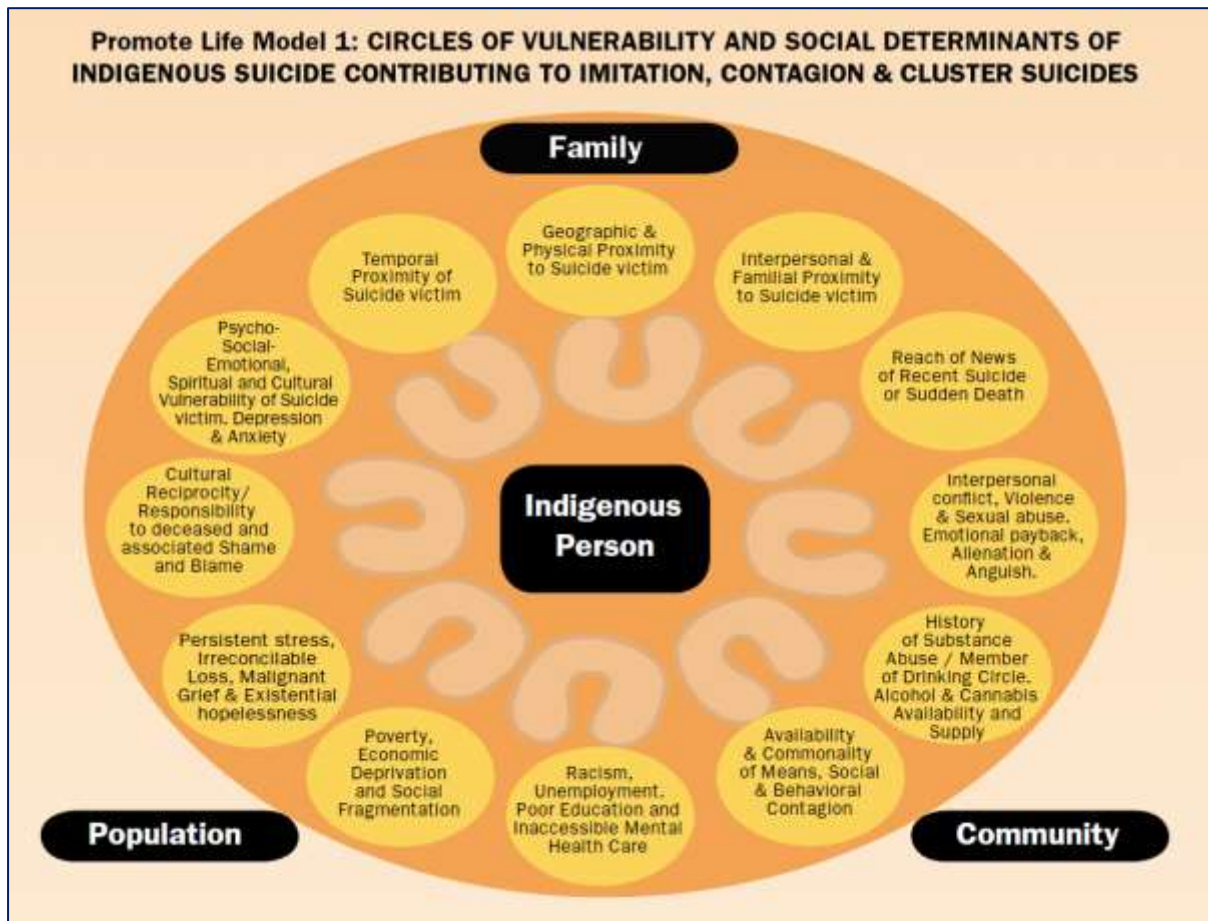 Promote Life Model 1: CIRCLES OF VULNERABILITY AND SOCIAL DETERMINANTS OF
INDIGENOUS SUICIDE CONTRIBUTING TO IMITATION, CONTAGION & CLUSTER SUICIDES
Family
Geographic &
Physical Proximity
to Suicide victim
Interpersonal &
Familial Proximity
to Suicide victim
Reach of News
of Recent Suicide
or Sudden Death
Interpersonal
conflict, Violence
& Sexual abuse.
Emotional payback,
Alienation &
Anguish.
History
of Substance
Abuse / Member
of Drinking Circle.
Alcohol & Cannabis
Availability and
Supply
Availability
& Commonality
of Means, Social
& Behavioral
Contagion
Racism,
Unemployment,
Poor Education and
Inaccessible Mental
Health Care
Poverty,
Economic
Deprivation
and Social
Fragmentation
Persistent stress,
Irreconcilable
Loss, Malignant
Grief & Existential
hopelessness
Cultural
Reciprocity/
Responsibility
to deceased and
associated Shame
and Blame
Psycho-
Social-
Emotional,
Spiritual and Cultural
Vulnerability of Suicide
victim. Depression
& Anxiety
Temporal
Proximity of
Suicide victim
Indigenous
Person
Population
Community